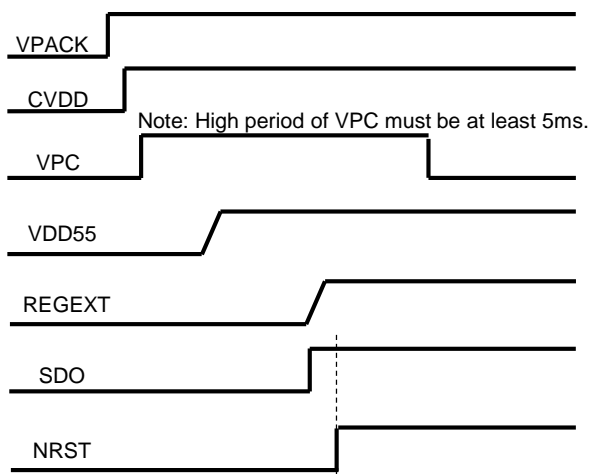 VPACK
CVDD
Note: High period of VPC must be at least 5ms.
VPC
VDD55
REGEXT
SDO
NRST